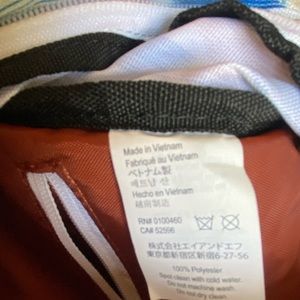 Made in Vietnam
Fabriqué au Vietnam
ベトナム製
베트남 산
Hecho en Vietnam
越南製造
RN# 0100460
CA# 52596
株式会社エイアンドエフ
東京都新宿区新宿6-27-56
100% Polyester
Spot clean with cold water.
Do not wash.
Do not dry clean.